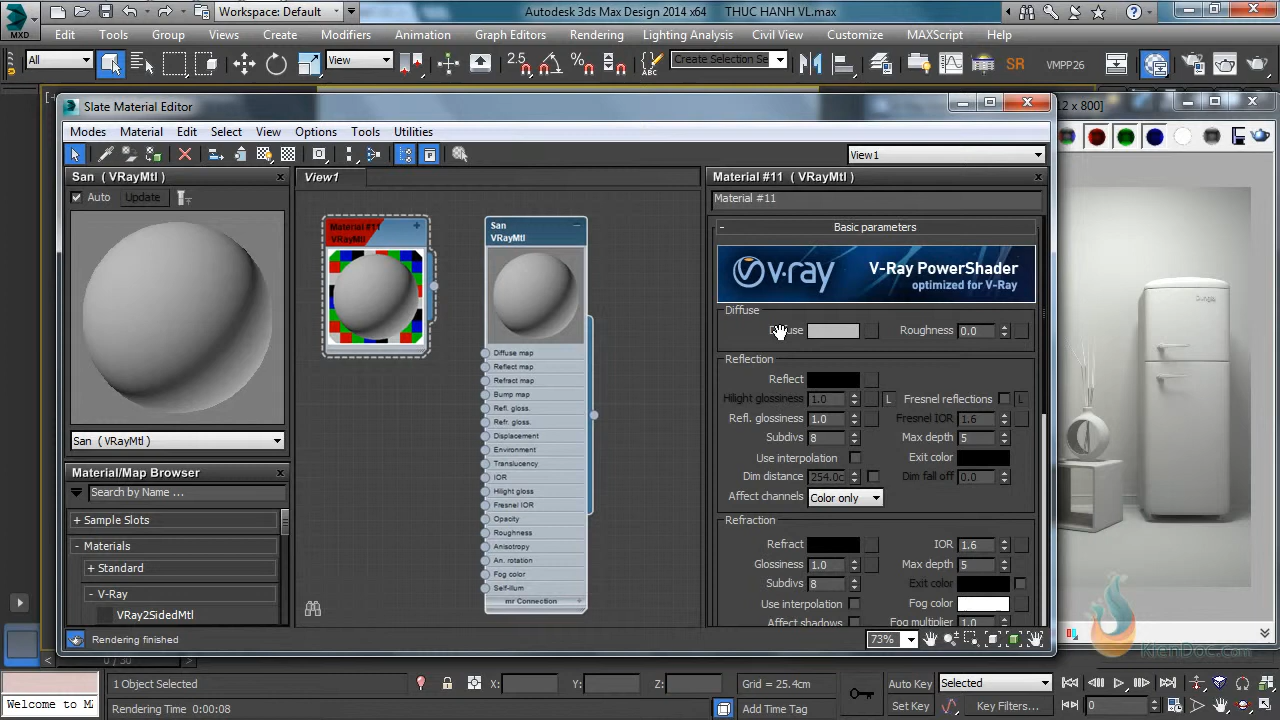 Workspace: Default
Autodesk 3ds Max Design 2014 x64 THUC HANH VL.max
MXD
Edit Tools Group Views Create Modifiers Animation Graph Editors Rendering Lighting Analysis Civil View Customize MAXScript Help
All View 2.5 Create Selection Se SR VMPP26
Slate Material Editor
12 x 800]
Modes Material Edit Select View Options Tools Utilities
View1
San ( VRayMtl )
View1
Material #11 ( VRayMtl )
Auto Update
Material #11
Basic parameters
Material #11
VRayMtl
San
VRayMtl
v·ray V-Ray PowerShader
optimized for V-Ray
Diffuse
Diffuse Roughness 0.0
Reflection
Reflect
Hilight glossiness 1.0 L Fresnel reflections L
Refl. glossiness 1.0 Fresnel IOR 1.6
Subdivs 8 Max depth 5
Use interpolation Exit color
Dim distance 254.0c Dim fall off 0.0
Affect channels Color only
Refraction
Refract IOR 1.6
Glossiness 1.0 Max depth 5
Subdivs 8 Exit color
Use interpolation Fog color
Affect shadows Fog multiplier 1.0
Diffuse map
Reflect map
Refract map
Bump map
Refl. gloss.
Refr. gloss.
Displacement
Environment
Translucency
IOR
Hilight gloss
Fresnel IOR
Opacity
Roughness
Anisotropy
An. rotation
Fog color
Self-illum
mr Connection
San ( VRayMtl )
Material/Map Browser
Search by Name ...
+ Sample Slots
- Materials
+ Standard
- V-Ray
VRay2SidedMtl
Rendering finished
73%
KienDoc.com
0 / 30
1 Object Selected X: Y: Z: Grid = 25.4cm Auto Key Selected
Welcome to M Rendering Time 0:00:08 Add Time Tag Set Key Key Filters... 0